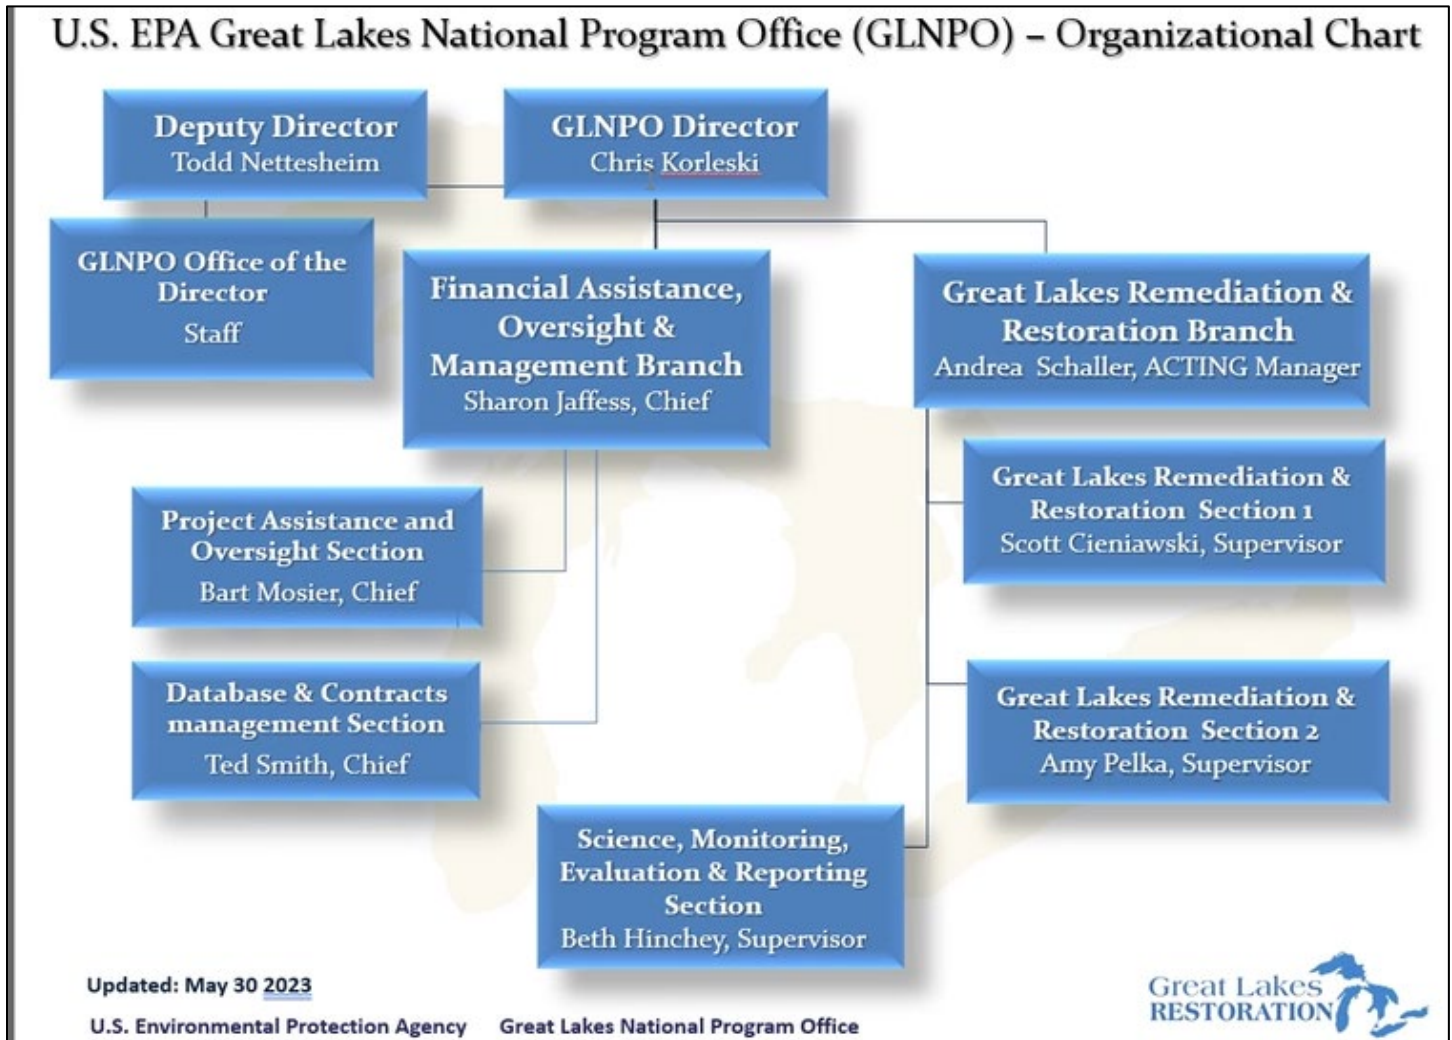 U.S. EPA Great Lakes National Program Office (GLNPO) – Organizational Chart
Deputy Director
Todd Nettesheim
GLNPO Director
Chris Korleski
GLNPO Office of the
Director
Staff
Financial Assistance,
Oversight &
Management Branch
Sharon Jaffess, Chief
Great Lakes Remediation &
Restoration Branch
Andrea Schaller, ACTING Manager
Project Assistance and
Oversight Section
Bart Mosier, Chief
Great Lakes Remediation &
Restoration Section 1
Scott Cieniawski, Supervisor
Database & Contracts
management Section
Ted Smith, Chief
Great Lakes Remediation &
Restoration Section 2
Amy Pelka, Supervisor
Science, Monitoring,
Evaluation & Reporting
Section
Beth Hinchey, Supervisor
Updated: May 30 2023
U.S. Environmental Protection Agency Great Lakes National Program Office
Great Lakes
RESTORATION